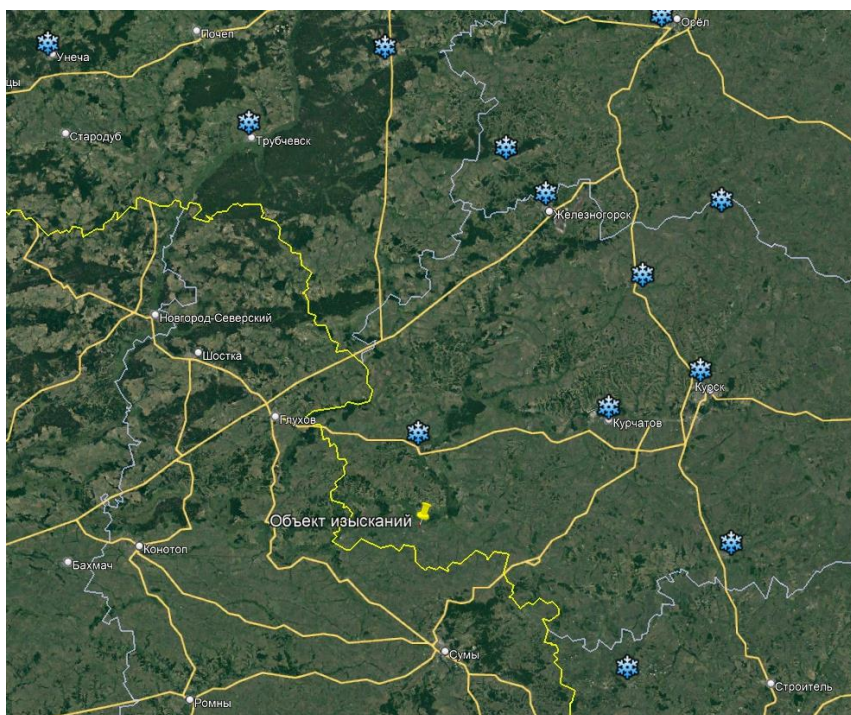 Орёл
Почеп
Унеча
цы
Стародуб
Трубчевск
Железногорск
Новгород-Северский
Шостка
Курск
Глухов
Курчатов
Объект изысканий
Конотоп
Бахмач
Сумы
Строитель
Ромны